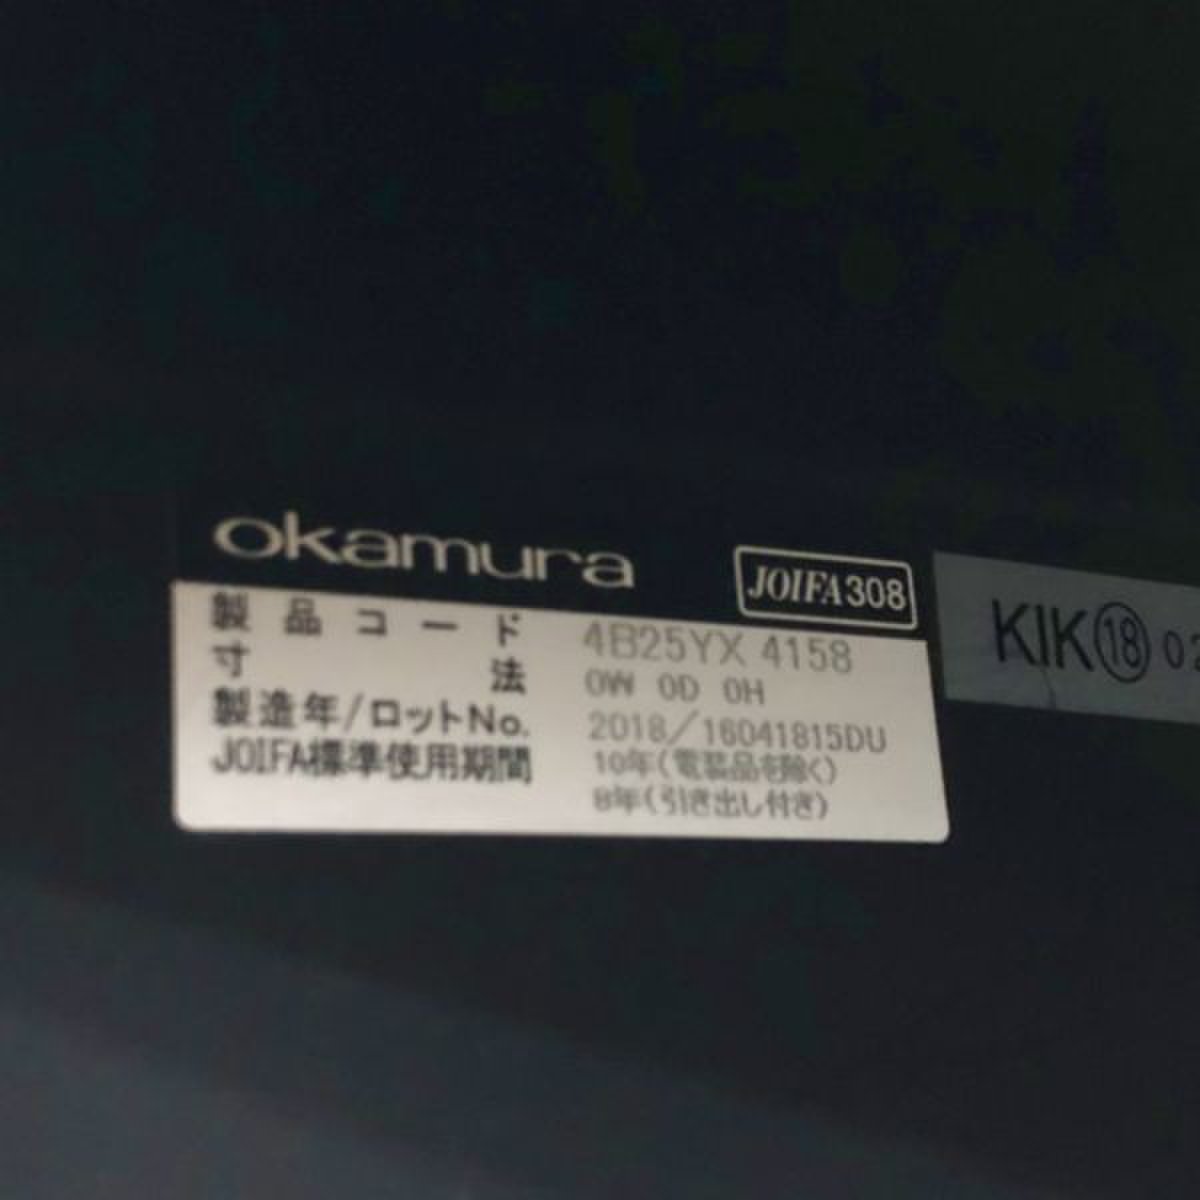 okamura
JOIFA308
KIK⑱ 02
製品コード 4B25YX 4158
寸法 0W 0D 0H
製造年/ロットNo. 2018/16041815DU
JOIFA標準使用期間 10年(電装品を除く)
8年(引き出し付き)